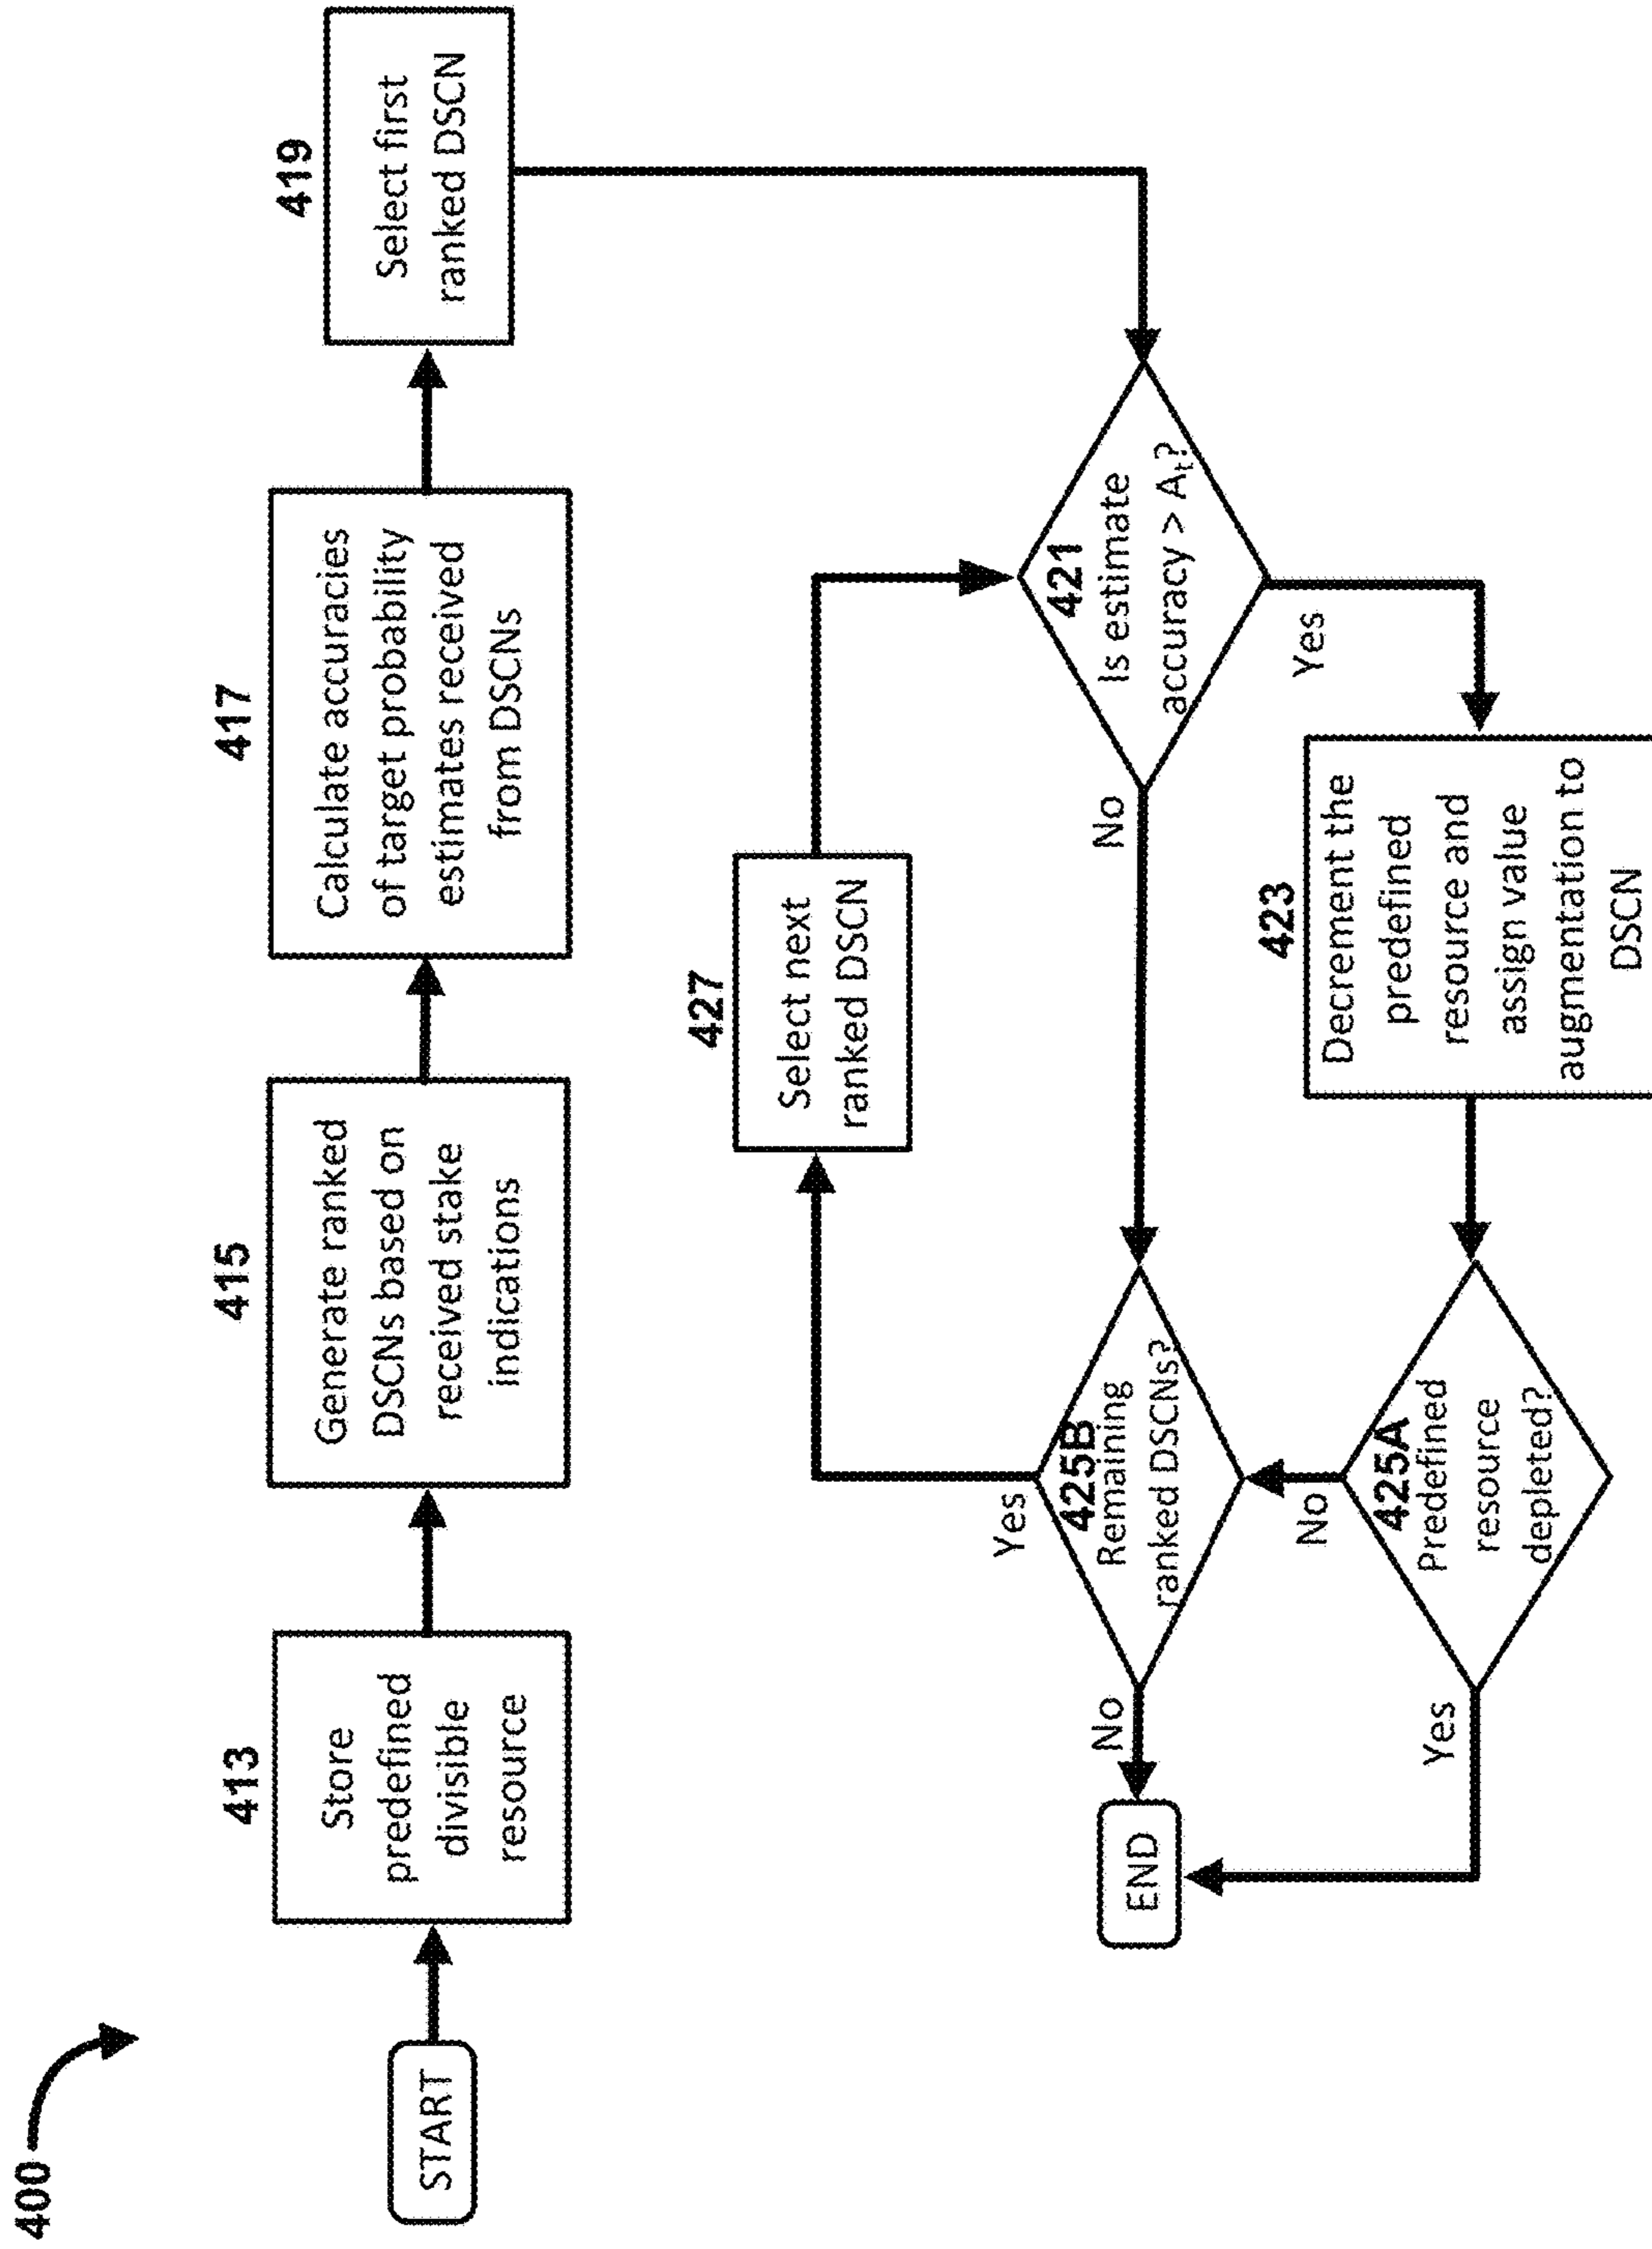 400
START
413
Store
predefined
divisible
resource
415
Generate ranked
DSCNs based on
received stake
indications
417
Calculate accuracies
of target probability
estimates received
from DSCNs
419
Select first
ranked DSCN
427
Select next
ranked DSCN
421
Is estimate
accuracy > Aₜ?
No
Yes
423
Decrement the
predefined
resource and
assign value
augmentation to
DSCN
425B
Remaining
ranked DSCNs?
Yes
No
425A
Predefined
resource
depleted?
No
Yes
END